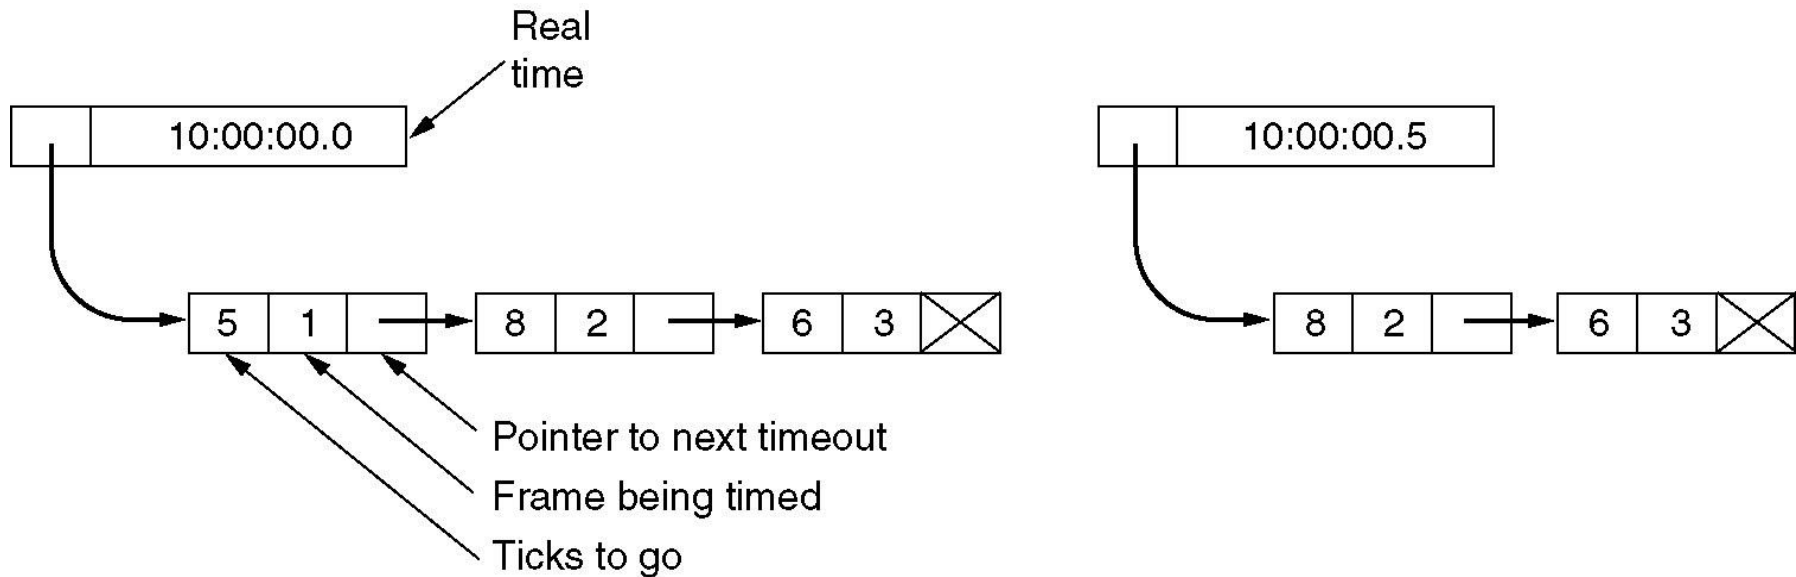 Real
time
10:00:00.0
10:00:00.5
5 1 8 2 6 3
8 2 6 3
Pointer to next timeout
Frame being timed
Ticks to go